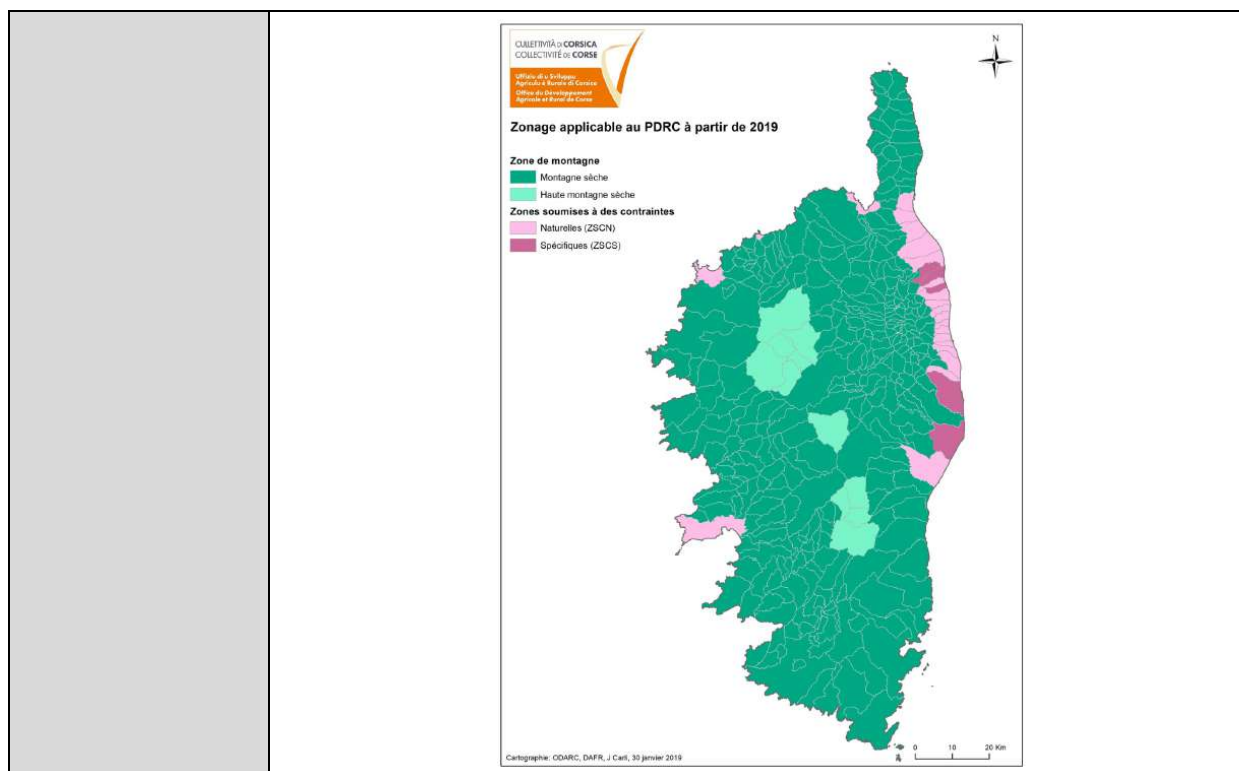 CULLETTIVITÀ DI CORSICA
COLLECTIVITÉ DE CORSE
Uffiziu di u Sviluppu
Agriculu è Rurale di Corsica
Office du Développement
Agricole et Rural de Corse
N
Zonage applicable au PDRC à partir de 2019
Zone de montagne
Montagne sèche
Haute montagne sèche
Zones soumises à des contraintes
Naturelles (ZSCN)
Spécifiques (ZSCS)
Cartographie: ODARC, DAFR, J Carli, 30 janvier 2019
0 10 20 Km